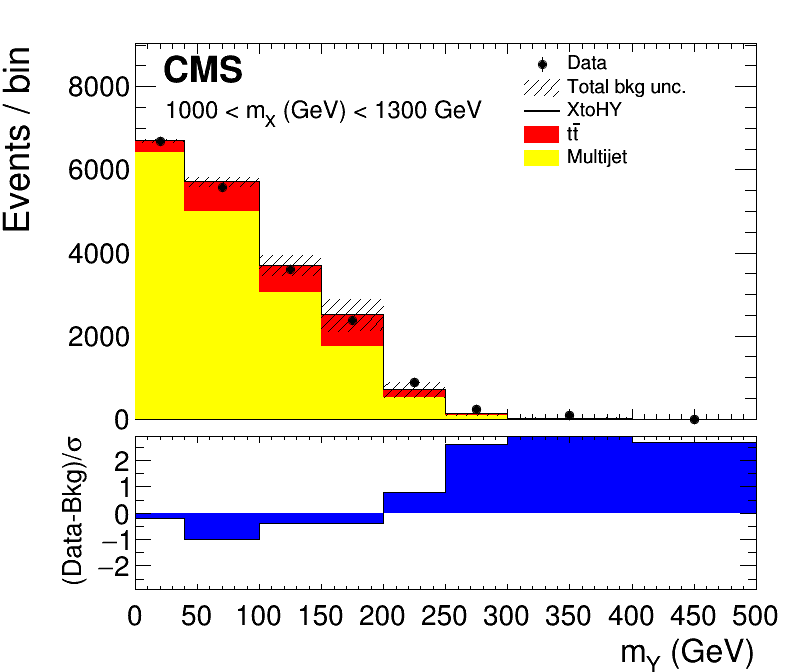 CMS
1000 < mX (GeV) < 1300 GeV
Data
Total bkg unc.
XtoHY
tt̄
Multijet
Events / bin
8000
6000
4000
2000
0
(Data-Bkg)/σ
2
1
0
−1
−2
0 50 100 150 200 250 300 350 400 450 500
mY (GeV)